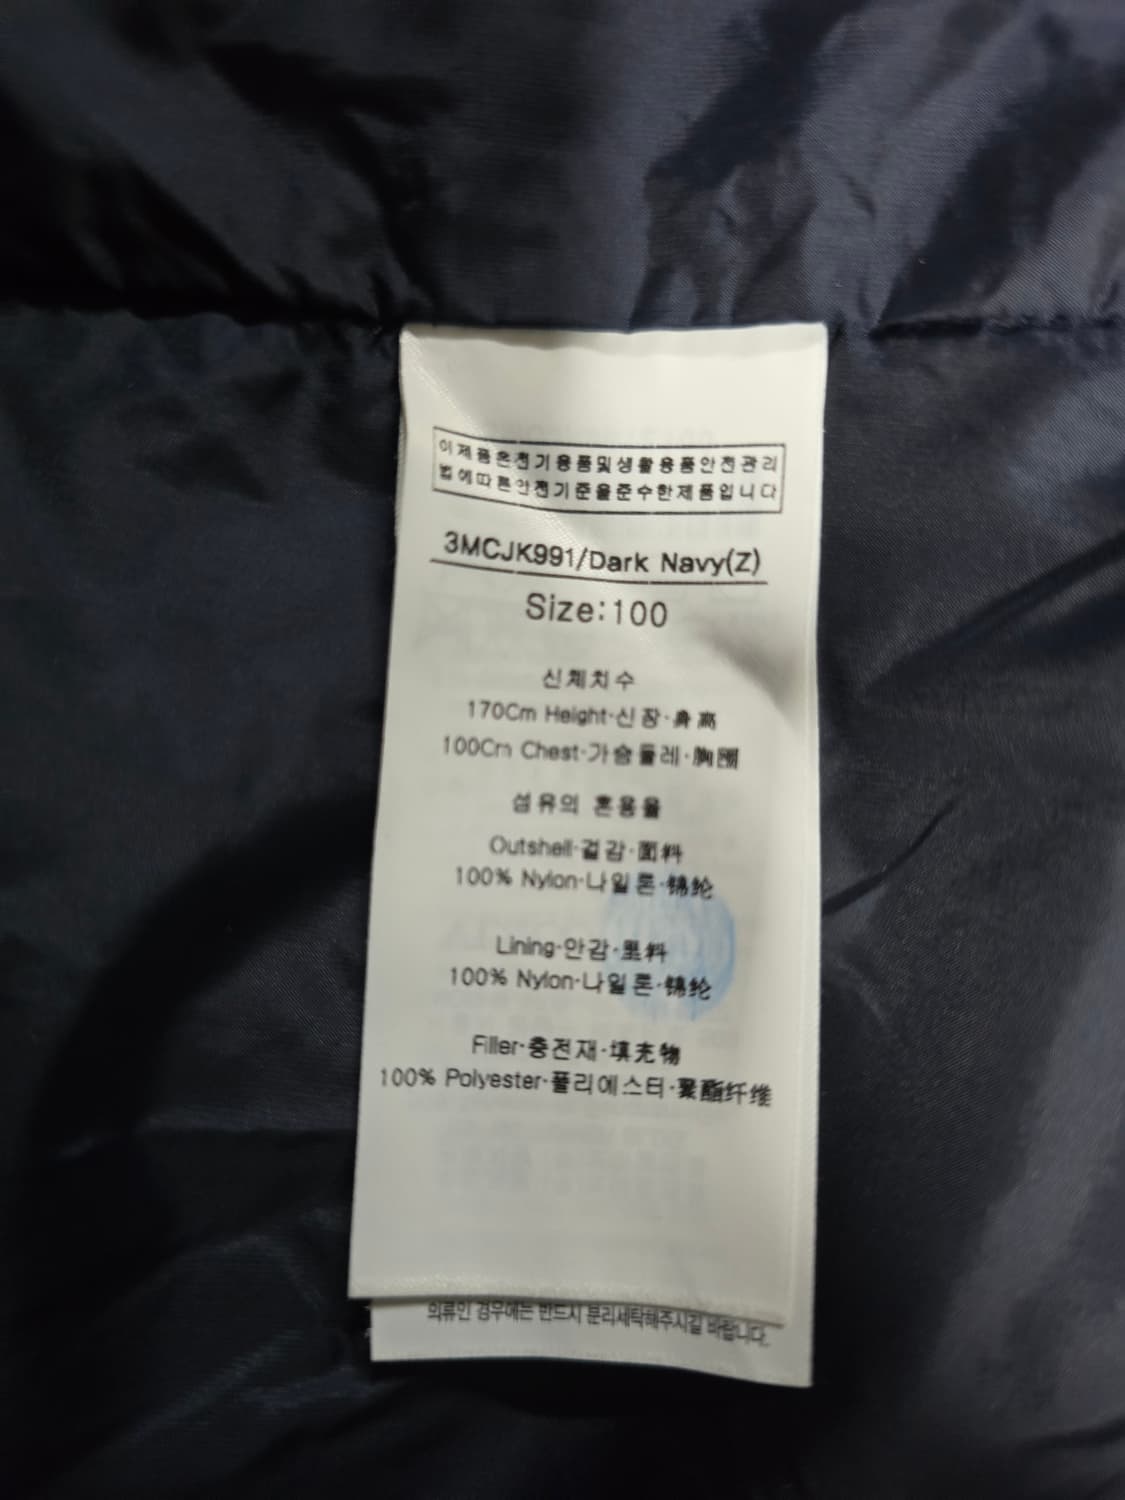 이제품은전기용품및생활용품안전관리
법에따른안전기준을준수한제품입니다
3MCJK991/Dark Navy(Z)
Size:100
신체치수
170Cm Height·신장·身高
100Cm Chest·가슴둘레·胸围
섬유의 혼용율
Outshell·겉감·面料
100% Nylon·나일론·锦纶
Lining·안감·里料
100% Nylon·나일론·锦纶
Filler·충전재·填充物
100% Polyester·폴리에스터·聚酯纤维
의류인 경우에는 반드시 분리세탁해주시길 바랍니다.